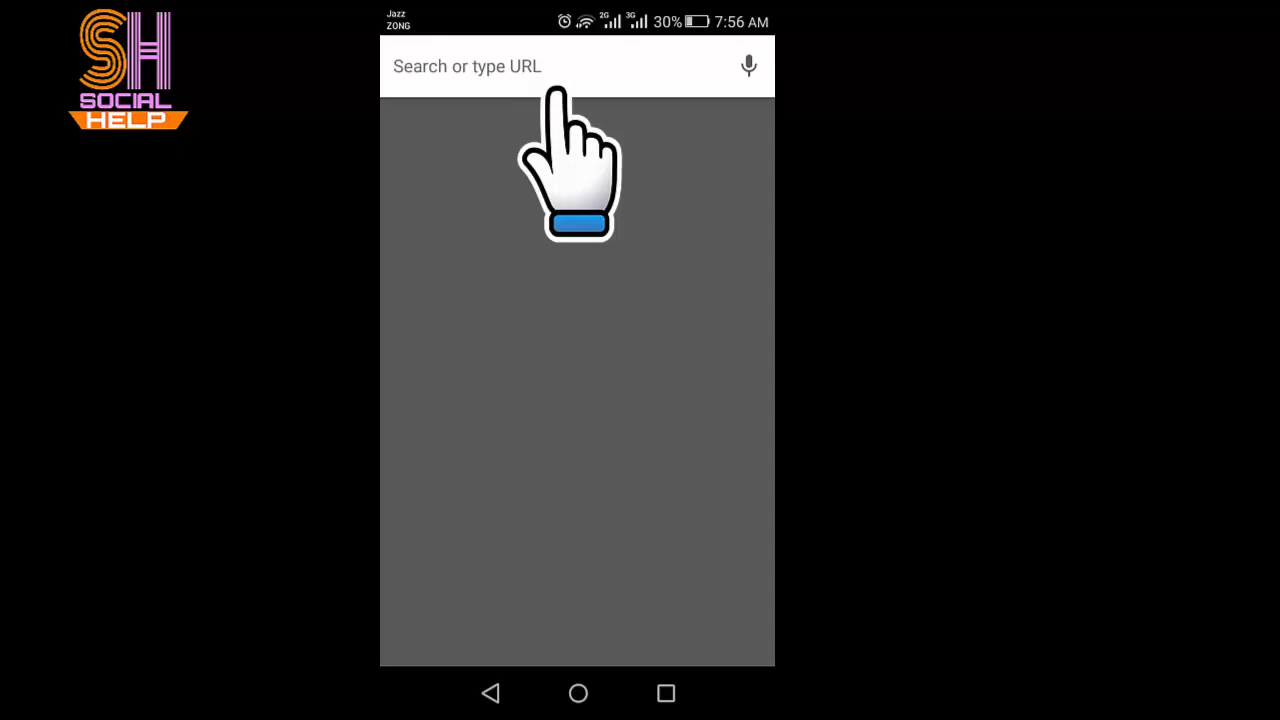 SH
SOCIAL
HELP
Jazz
ZONG
2G 3G 30% 7:56 AM
Search or type URL